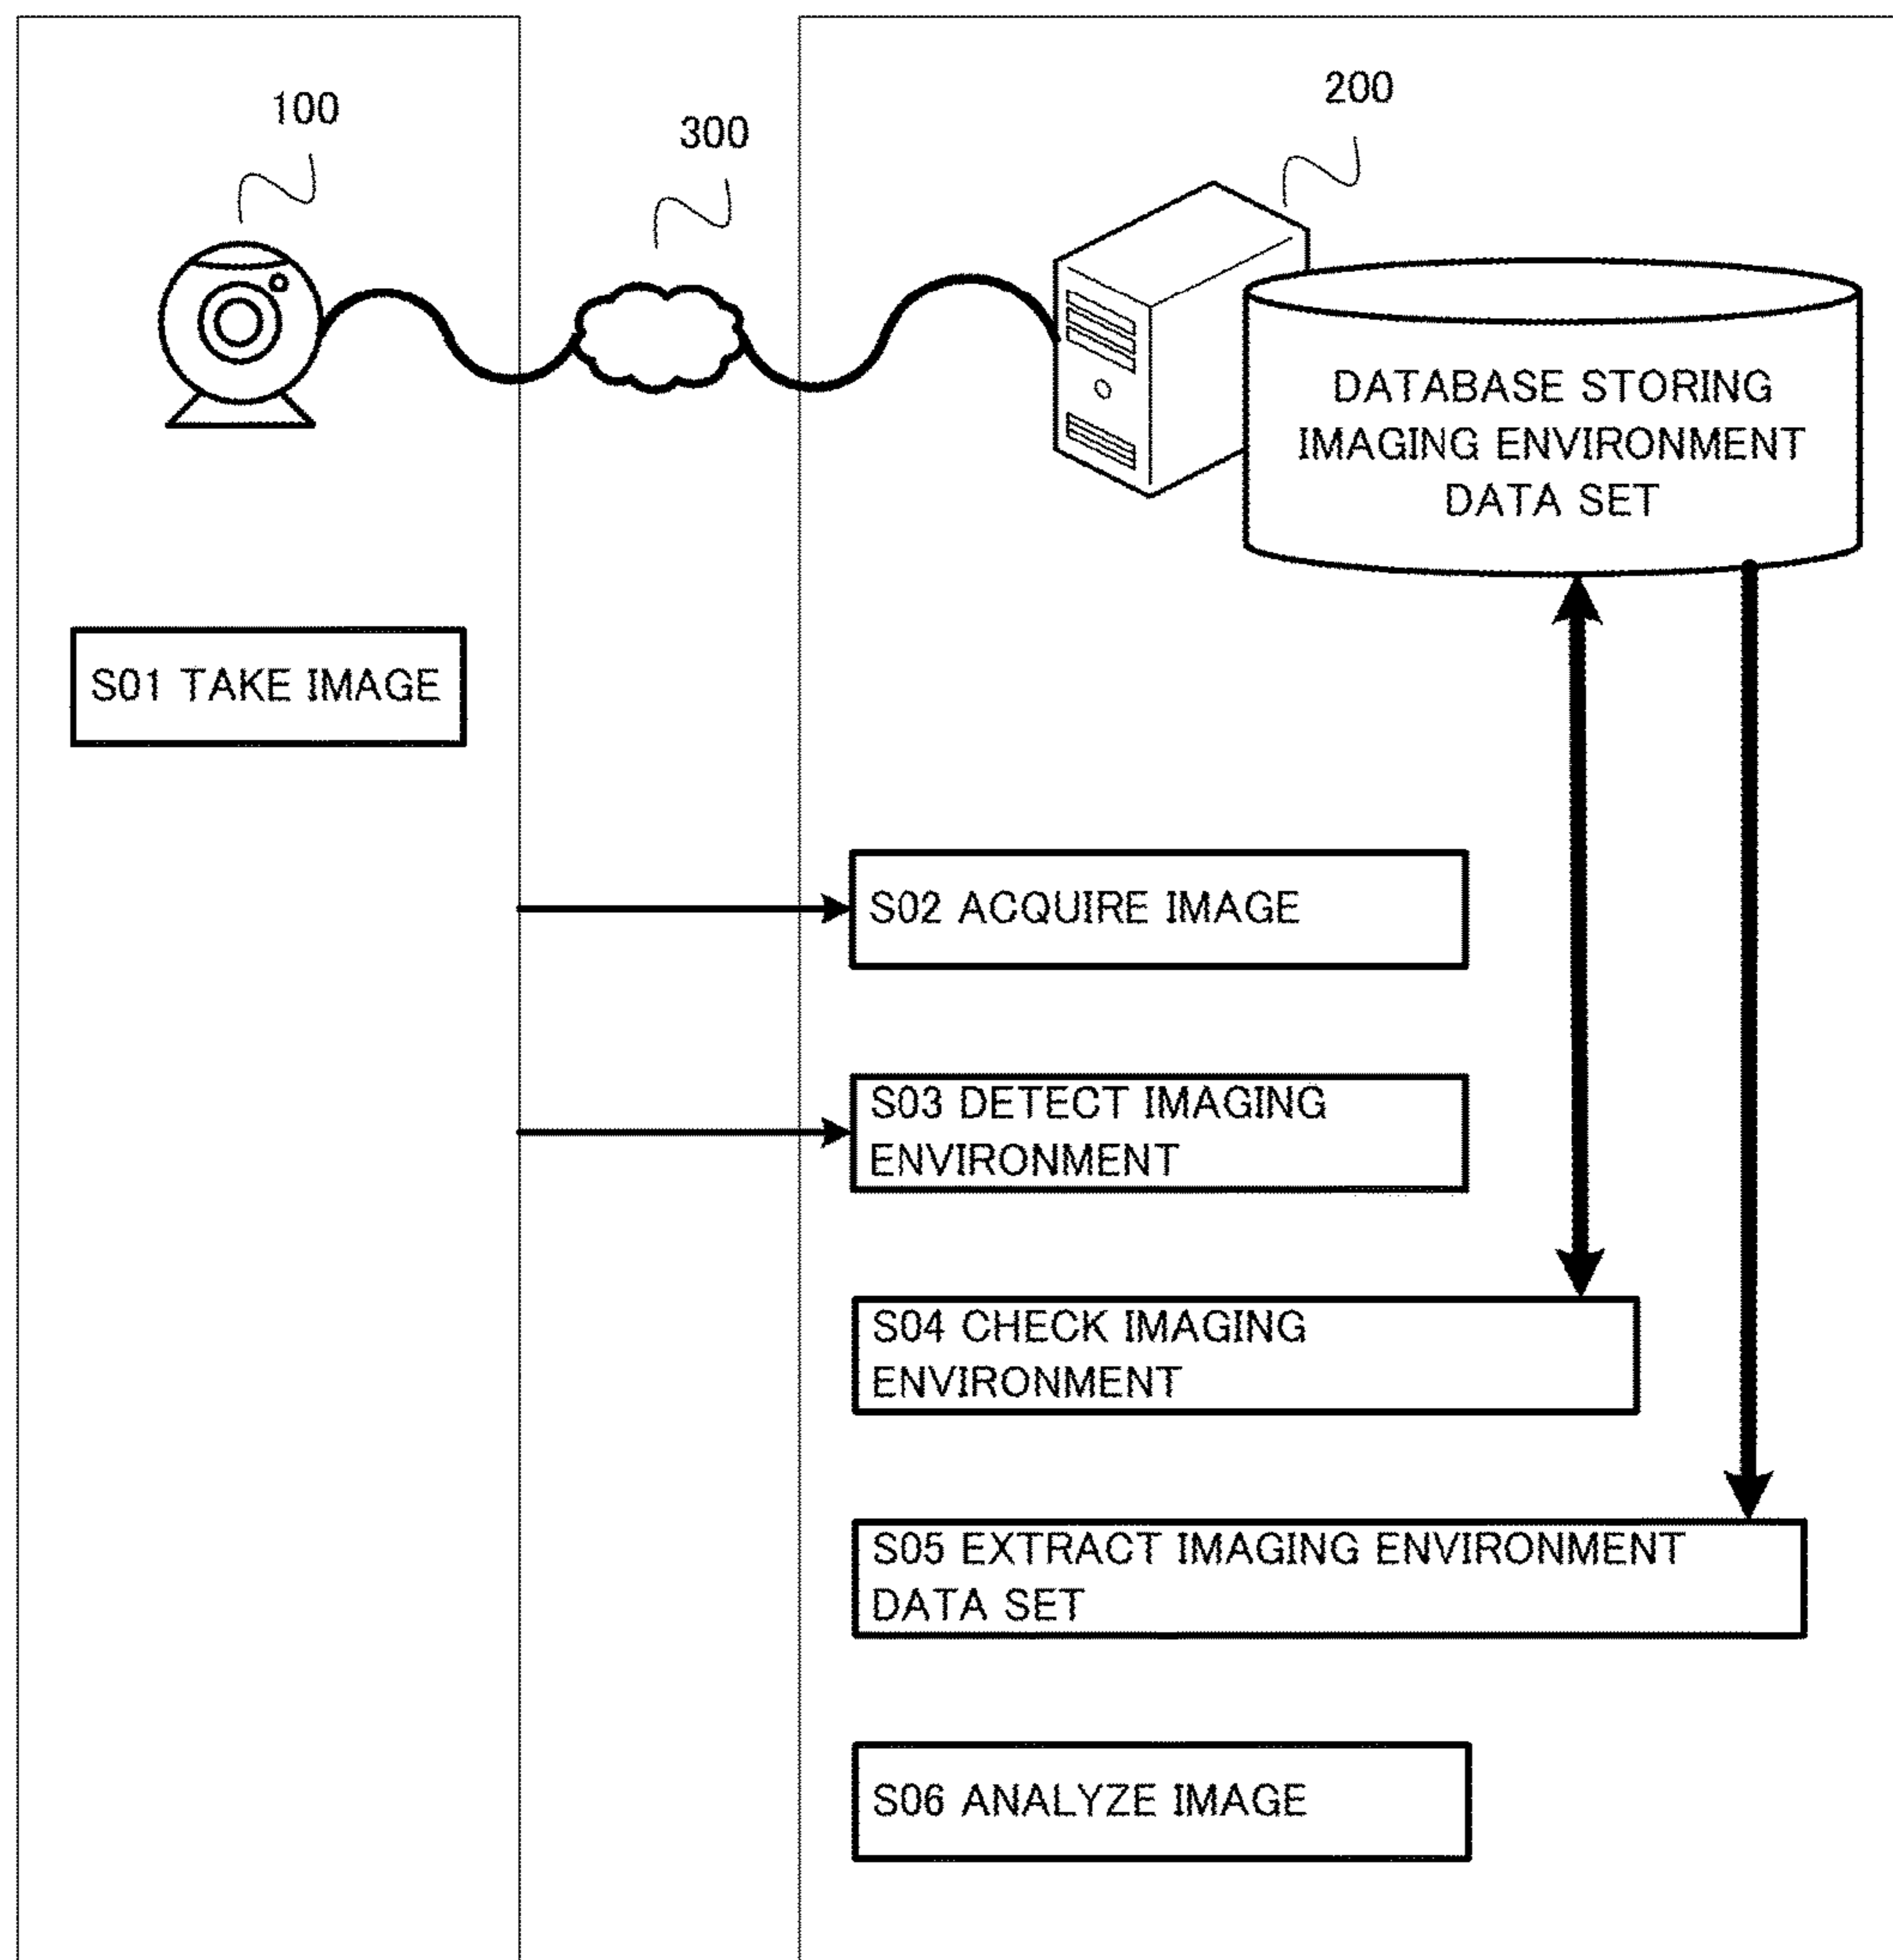 100
300
200
DATABASE STORING
IMAGING ENVIRONMENT
DATA SET
S01 TAKE IMAGE
S02 ACQUIRE IMAGE
S03 DETECT IMAGING
ENVIRONMENT
S04 CHECK IMAGING
ENVIRONMENT
S05 EXTRACT IMAGING ENVIRONMENT
DATA SET
S06 ANALYZE IMAGE